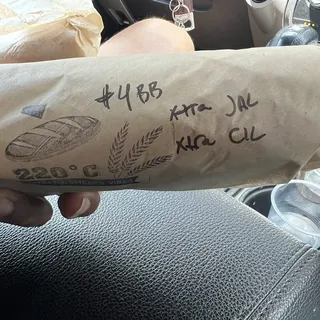 #4BB
xtra JAL
xtra CIL
220°C